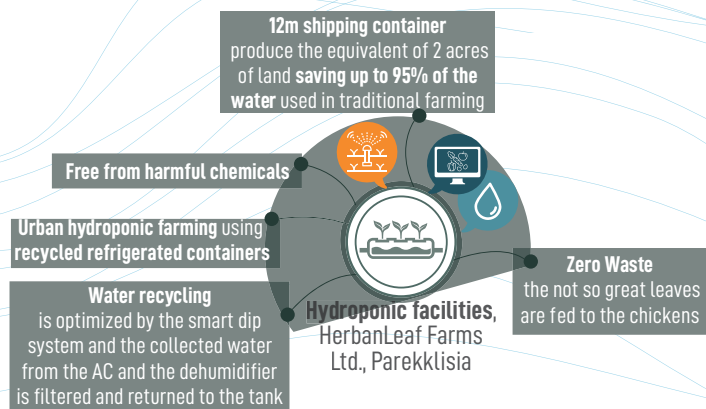 12m shipping container
produce the equivalent of 2 acres
of land saving up to 95% of the
water used in traditional farming
Free from harmful chemicals
Urban hydroponic farming using
recycled refrigerated containers
Water recycling
is optimized by the smart dip
system and the collected water
from the AC and the dehumidifier
is filtered and returned to the tank
Hydroponic facilities,
HerbanLeaf Farms
Ltd., Parekklisia
Zero Waste
the not so great leaves
are fed to the chickens